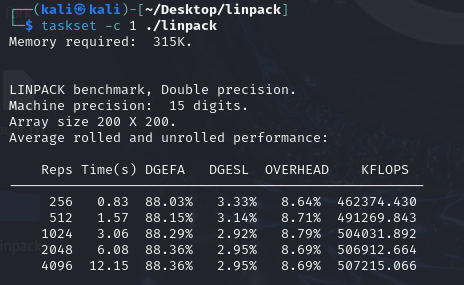 ┌──(kali㉿kali)-[~/Desktop/linpack]
└─$ taskset -c 1 ./linpack
Memory required:  315K.
LINPACK benchmark, Double precision.
Machine precision:  15 digits.
Array size 200 X 200.
Average rolled and unrolled performance:
    Reps Time(s) DGEFA   DGESL  OVERHEAD    KFLOPS
     256   0.83  88.03%   3.33%   8.64%  462374.430
     512   1.57  88.15%   3.14%   8.71%  491269.843
    1024   3.06  88.29%   2.92%   8.79%  504031.892
    2048   6.08  88.36%   2.95%   8.69%  506912.664
    4096  12.15  88.36%   2.95%   8.69%  507215.066